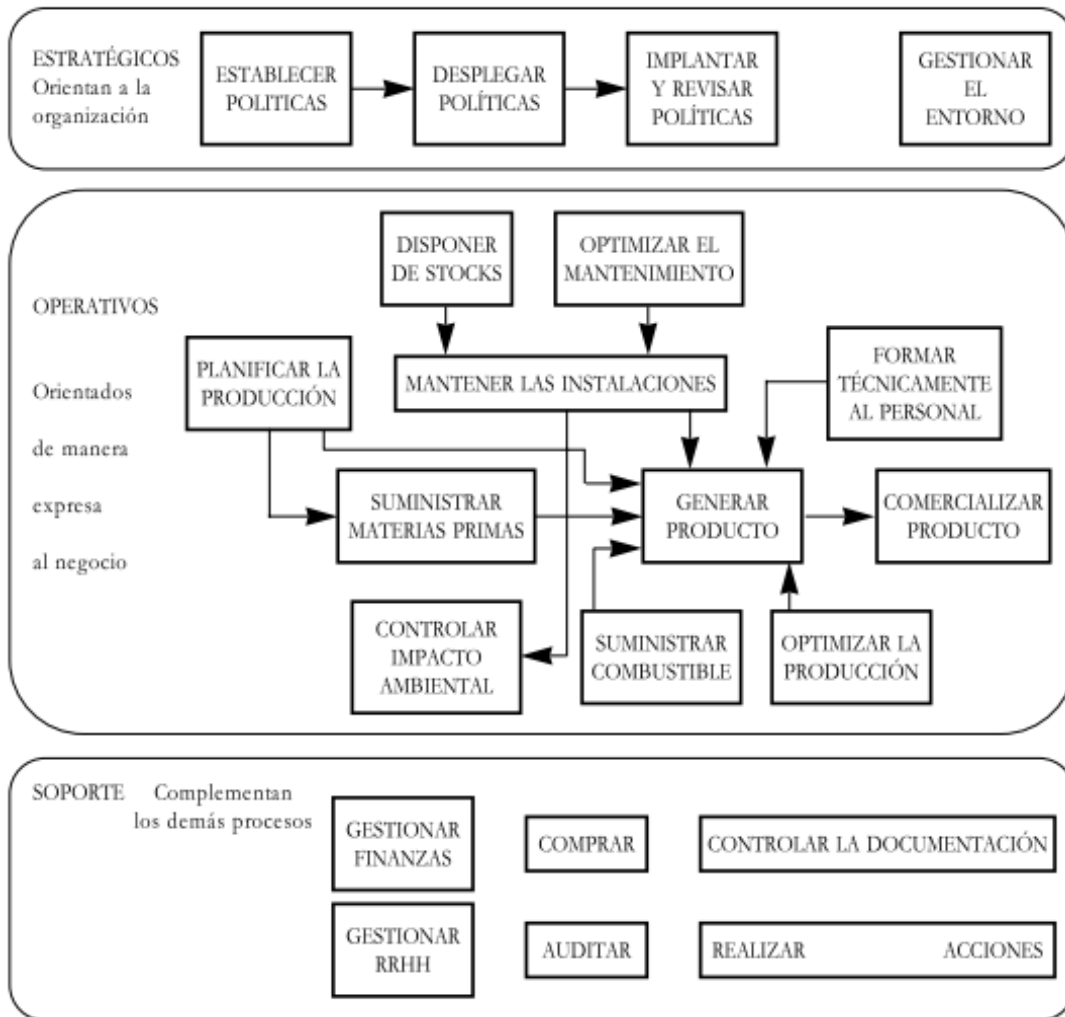 ESTRATÉGICOS
Orientan a la
organización
ESTABLECER
POLITICAS
DESPLEGAR
POLÍTICAS
IMPLANTAR
Y REVISAR
POLÍTICAS
GESTIONAR
EL
ENTORNO
OPERATIVOS
Orientados
de manera
expresa
al negocio
DISPONER
DE STOCKS
OPTIMIZAR EL
MANTENIMIENTO
PLANIFICAR LA
PRODUCCIÓN
MANTENER LAS INSTALACIONES
FORMAR
TÉCNICAMENTE
AL PERSONAL
SUMINISTRAR
MATERIAS PRIMAS
GENERAR
PRODUCTO
COMERCIALIZAR
PRODUCTO
CONTROLAR
IMPACTO
AMBIENTAL
SUMINISTRAR
COMBUSTIBLE
OPTIMIZAR LA
PRODUCCIÓN
SOPORTE Complementan
los demás procesos
GESTIONAR
FINANZAS
COMPRAR
CONTROLAR LA DOCUMENTACIÓN
GESTIONAR
RRHH
AUDITAR
REALIZAR ACCIONES